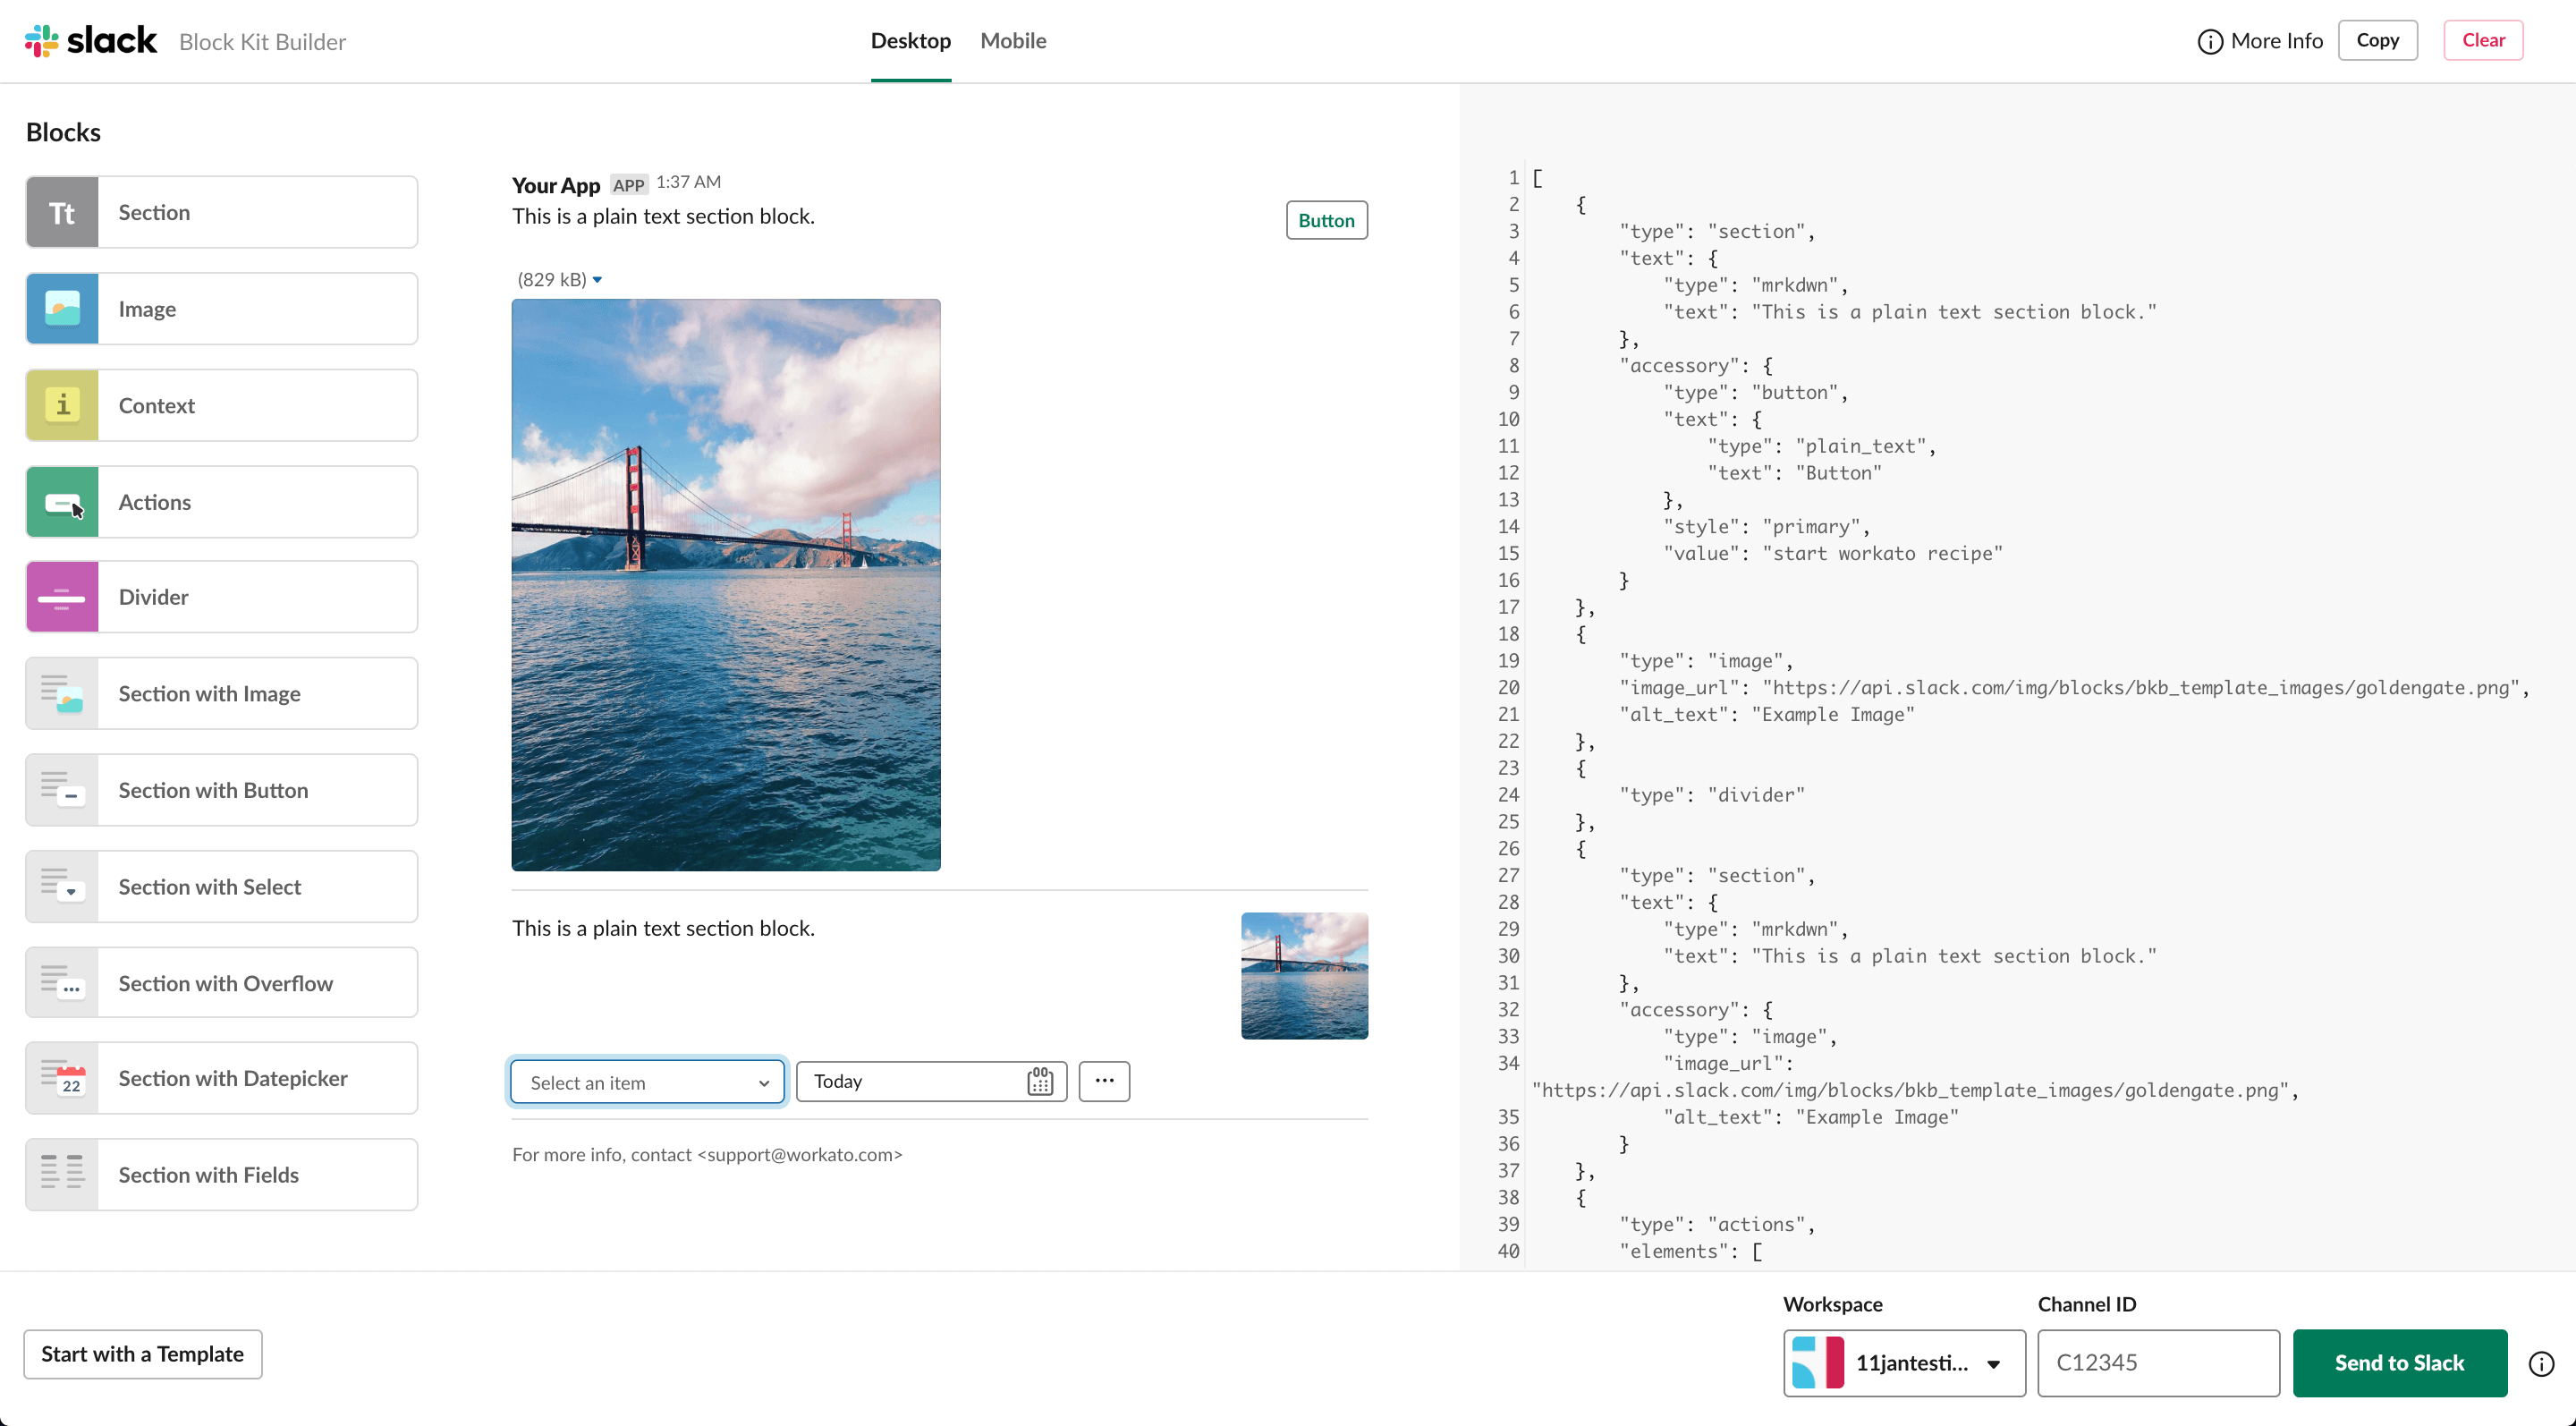 slack Block Kit Builder
Desktop Mobile
More Info Copy Clear
Blocks
Tt Section
Image
i Context
Actions
Divider
Section with Image
Section with Button
Section with Select
Section with Overflow
22 Section with Datepicker
Section with Fields
Your App APP 1:37 AM
This is a plain text section block.
Button
(829 kB)
This is a plain text section block.
Select an item Today
For more info, contact <support@workato.com>
1 [
2 {
3 "type": "section",
4 "text": {
5 "type": "mrkdwn",
6 "text": "This is a plain text section block."
7 },
8 "accessory": {
9 "type": "button",
10 "text": {
11 "type": "plain_text",
12 "text": "Button"
13 },
14 "style": "primary",
15 "value": "start workato recipe"
16 }
17 },
18 {
19 "type": "image",
20 "image_url": "https://api.slack.com/img/blocks/bkb_template_images/goldengate.png",
21 "alt_text": "Example Image"
22 },
23 {
24 "type": "divider"
25 },
26 {
27 "type": "section",
28 "text": {
29 "type": "mrkdwn",
30 "text": "This is a plain text section block."
31 },
32 "accessory": {
33 "type": "image",
34 "image_url":
"https://api.slack.com/img/blocks/bkb_template_images/goldengate.png",
35 "alt_text": "Example Image"
36 }
37 },
38 {
39 "type": "actions",
40 "elements": [
Start with a Template
Workspace Channel ID
11jantesti... C12345 Send to Slack